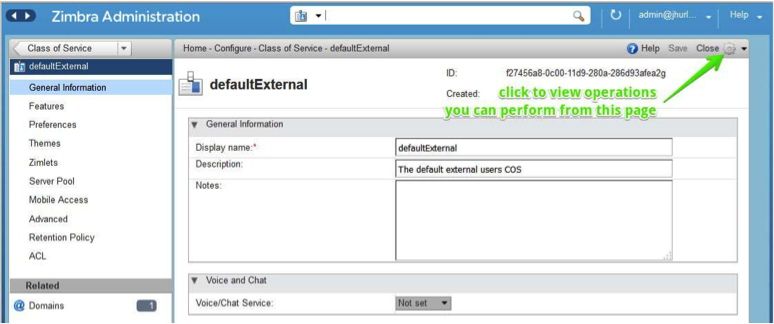 Zimbra Administration
admin@jhurl...
Help
Class of Service
Home - Configure - Class of Service - defaultExternal
Help
Save
Close
defaultExternal
General Information
Features
Preferences
Themes
Zimlets
Server Pool
Mobile Access
Advanced
Retention Policy
ACL
Related
Domains
1
defaultExternal
ID:
f27456a8-0c00-11d9-280a-286d93afea2g
Created:
click to view operations
you can perform from this page
General Information
Display name:*
defaultExternal
Description:
The default external users COS
Notes:
Voice and Chat
Voice/Chat Service:
Not set